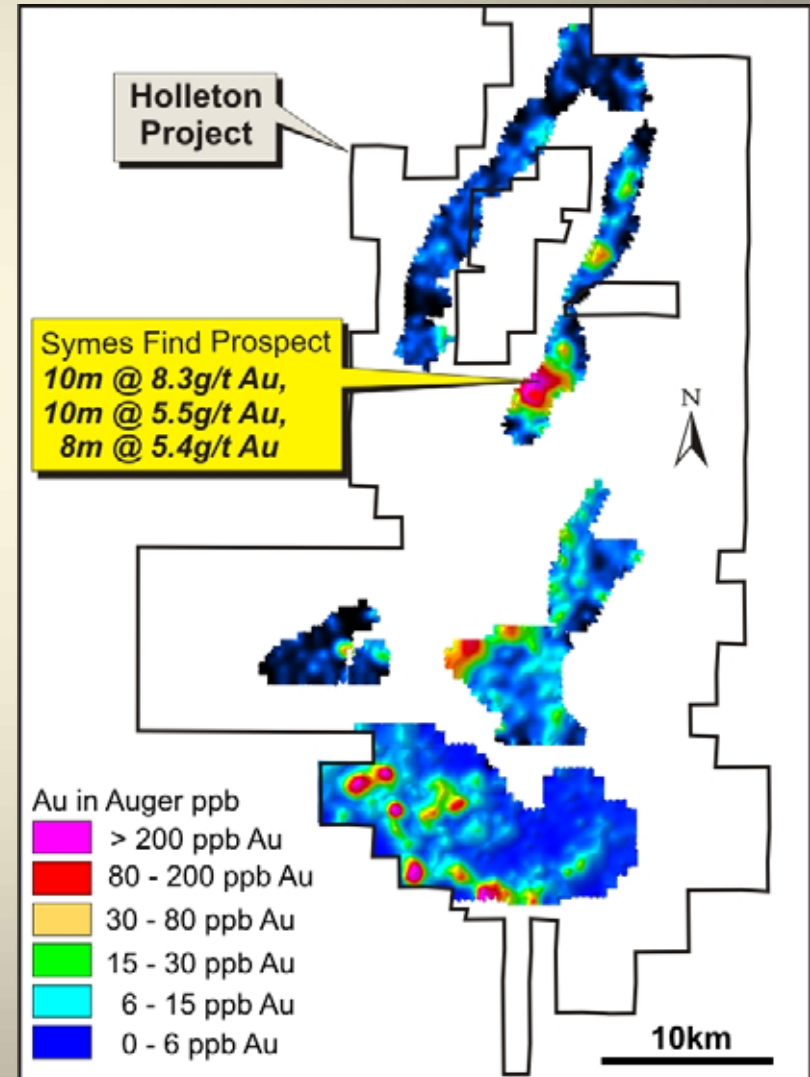 Holleton
Project
Symes Find Prospect
10m @ 8.3g/t Au,
10m @ 5.5g/t Au,
8m @ 5.4g/t Au
N
Au in Auger ppb
> 200 ppb Au
80 - 200 ppb Au
30 - 80 ppb Au
15 - 30 ppb Au
6 - 15 ppb Au
0 - 6 ppb Au
10km